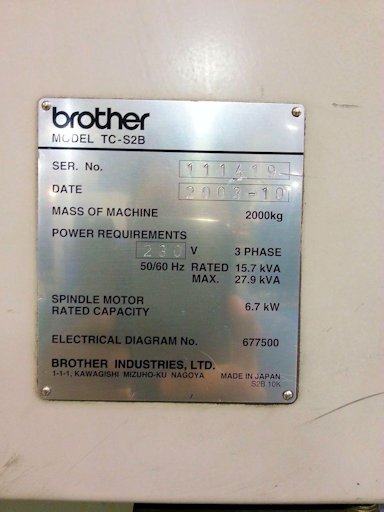 brother
MODEL TC-S2B
SER. No. 111419
DATE 2003-10
MASS OF MACHINE 2000kg
POWER REQUIREMENTS
230 V 3 PHASE
50/60 Hz RATED 15.7 kVA
MAX. 27.9 kVA
SPINDLE MOTOR
RATED CAPACITY 6.7 kW
ELECTRICAL DIAGRAM No. 677500
BROTHER INDUSTRIES, LTD.
1-1-1, KAWAGISHI MIZUHO-KU NAGOYA MADE IN JAPAN
S2B.10K